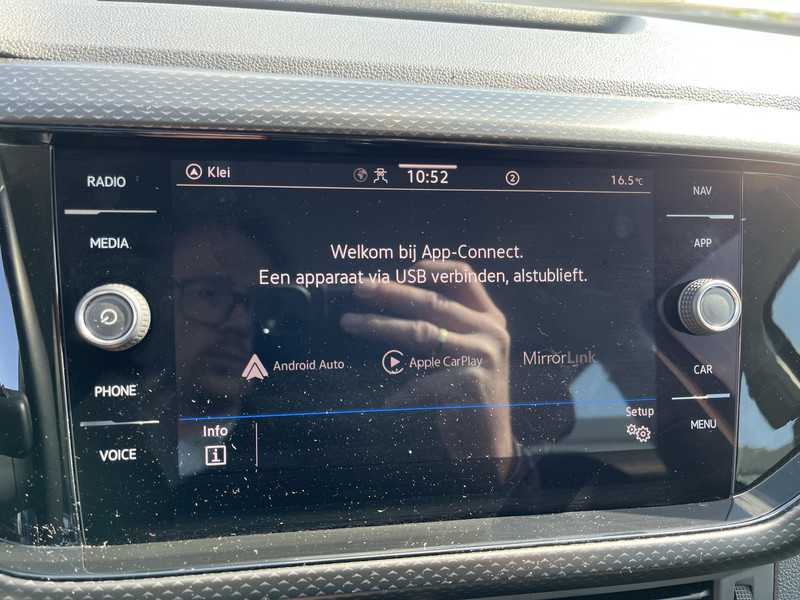 RADIO
MEDIA
PHONE
VOICE
Klei
10:52
2
16.5°C
Welkom bij App-Connect.
Een apparaat via USB verbinden, alstublieft.
Android Auto
Apple CarPlay
MirrorLink
Info
i
Setup
NAV
APP
CAR
MENU